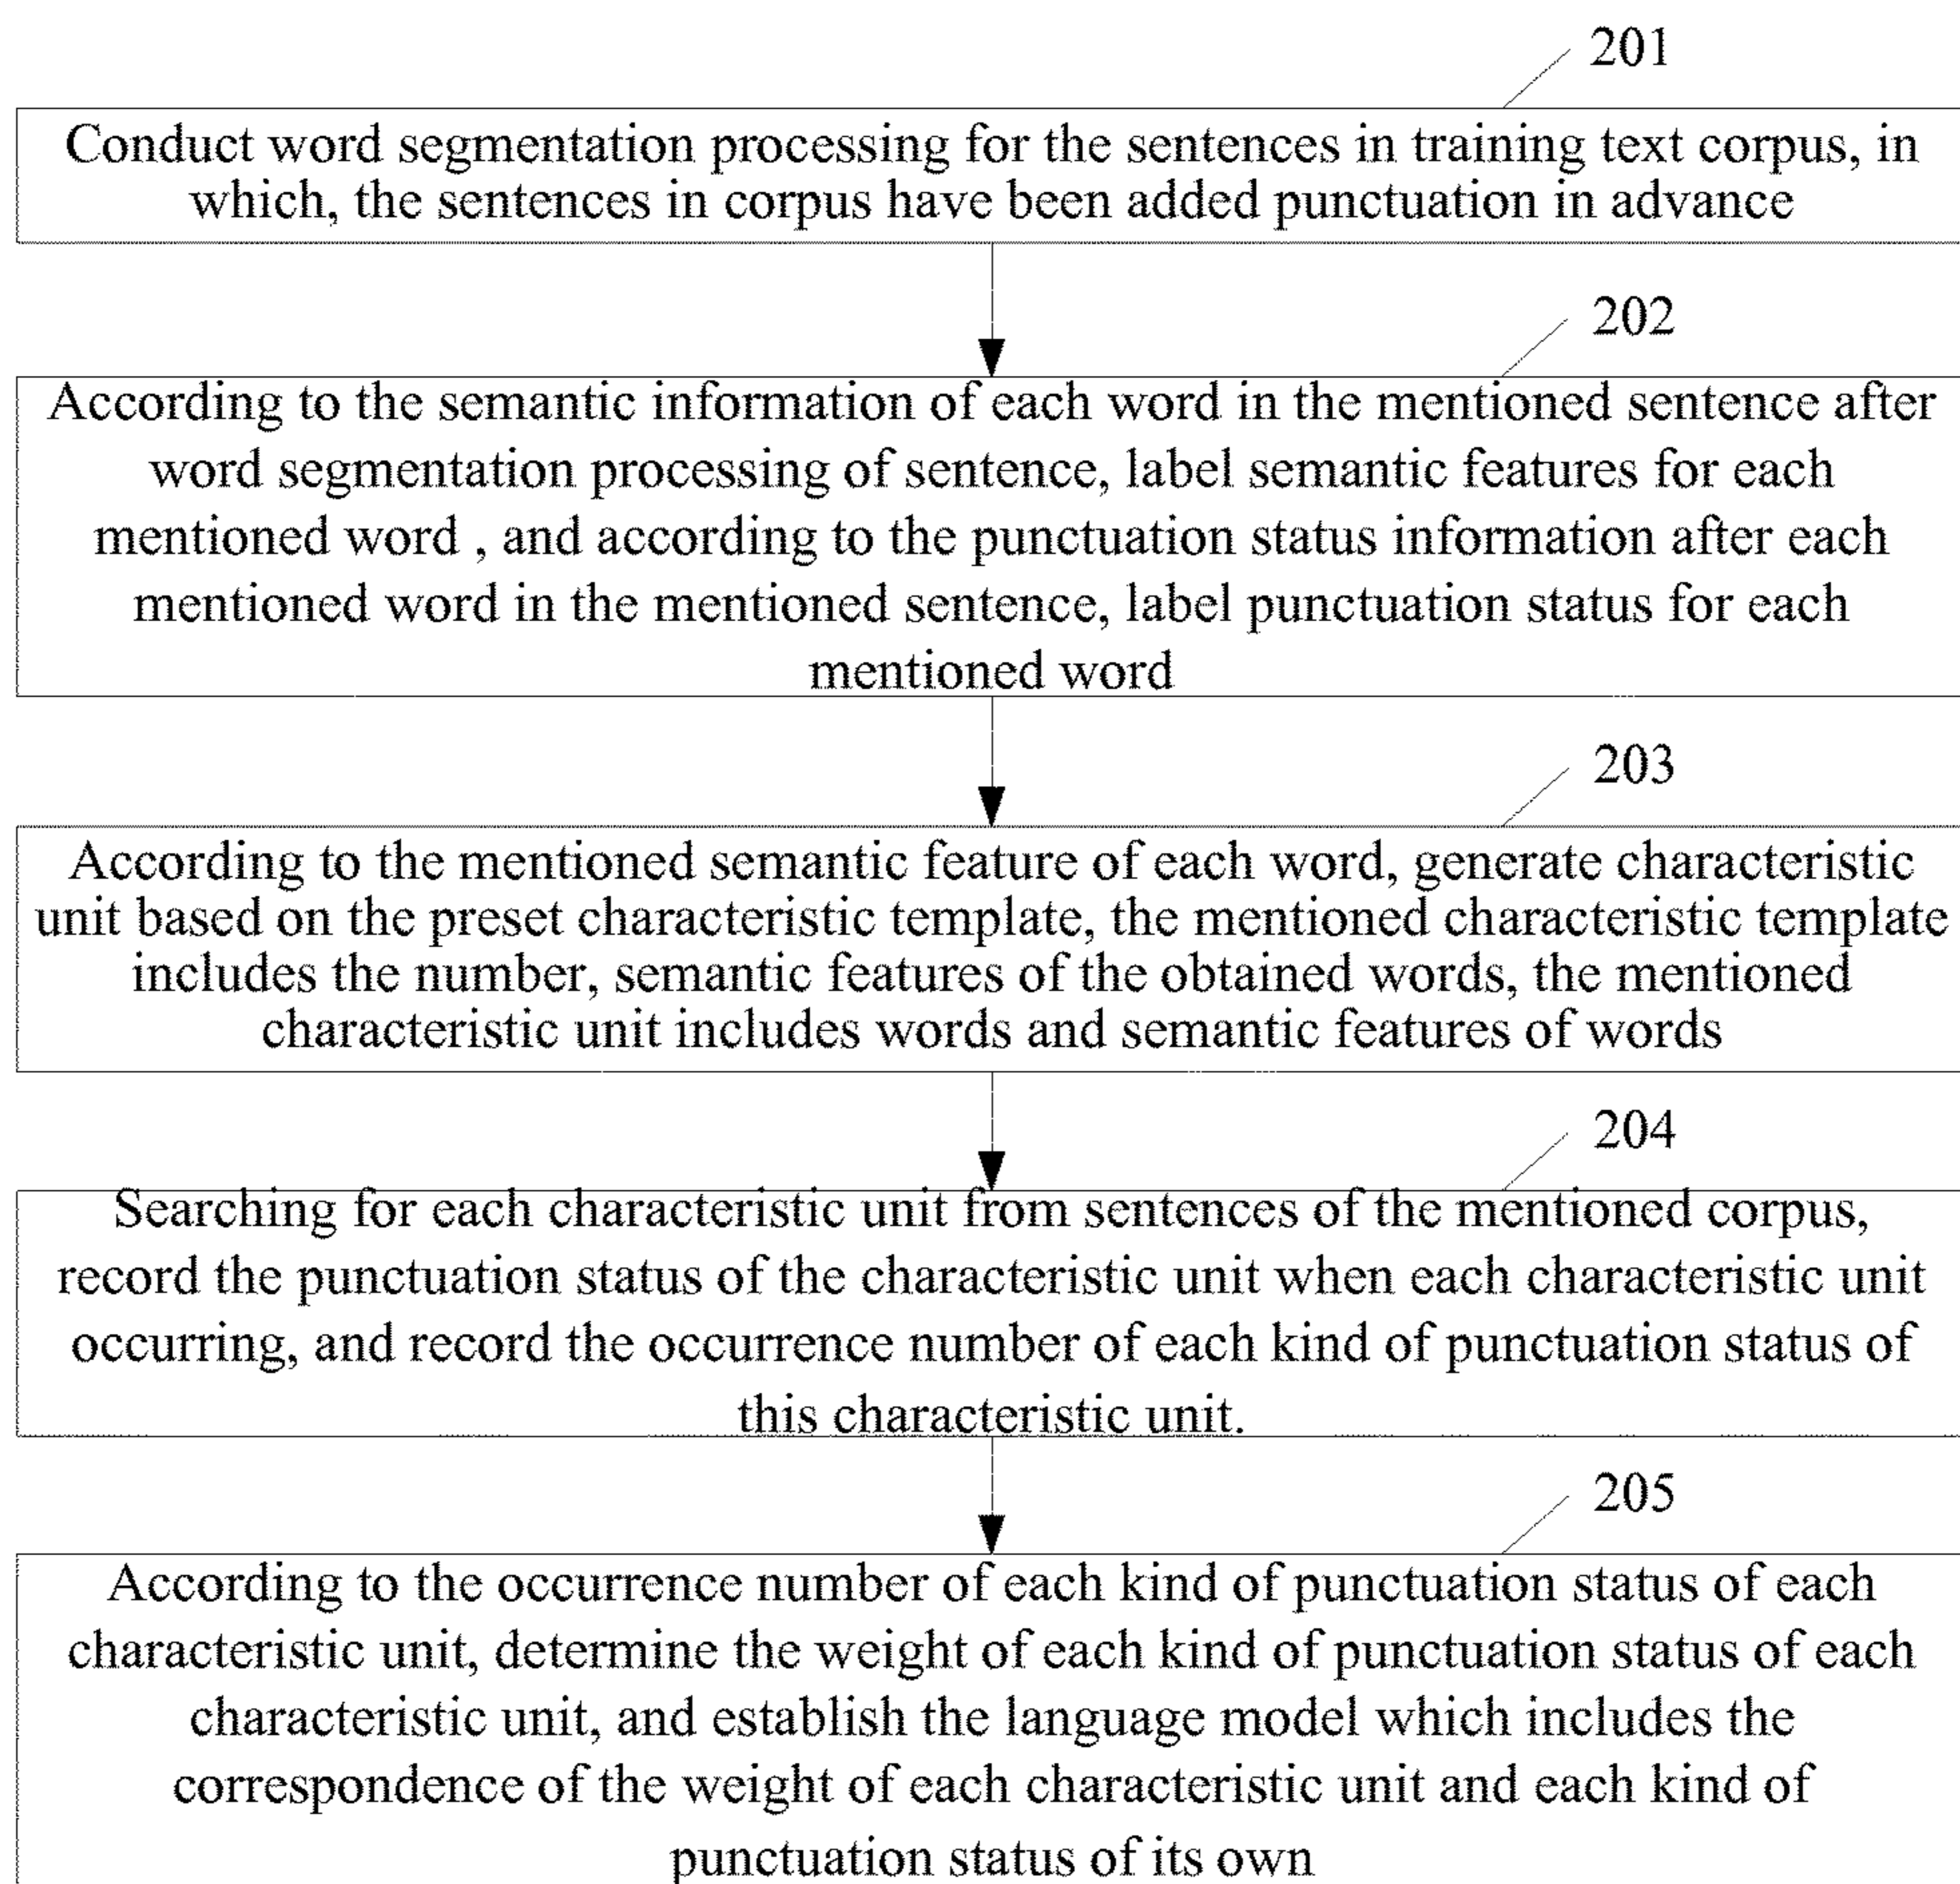 201
Conduct word segmentation processing for the sentences in training text corpus, in
which, the sentences in corpus have been added punctuation in advance
202
According to the semantic information of each word in the mentioned sentence after
word segmentation processing of sentence, label semantic features for each
mentioned word , and according to the punctuation status information after each
mentioned word in the mentioned sentence, label punctuation status for each
mentioned word
203
According to the mentioned semantic feature of each word, generate characteristic
unit based on the preset characteristic template, the mentioned characteristic template
includes the number, semantic features of the obtained words, the mentioned
characteristic unit includes words and semantic features of words
204
Searching for each characteristic unit from sentences of the mentioned corpus,
record the punctuation status of the characteristic unit when each characteristic unit
occurring, and record the occurrence number of each kind of punctuation status of
this characteristic unit.
205
According to the occurrence number of each kind of punctuation status of each
characteristic unit, determine the weight of each kind of punctuation status of each
characteristic unit, and establish the language model which includes the
correspondence of the weight of each characteristic unit and each kind of
punctuation status of its own